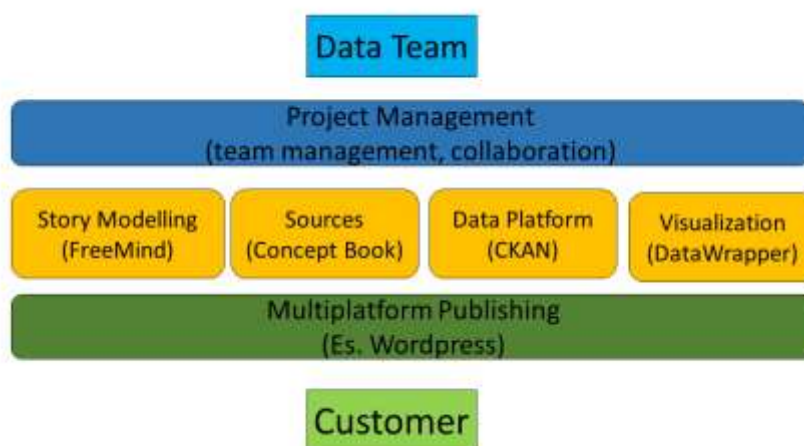 Data Team
Project Management
(team management, collaboration)
Story Modelling
(FreeMind)
Sources
(Concept Book)
Data Platform
(CKAN)
Visualization
(DataWrapper)
Multiplatform Publishing
(Es. Wordpress)
Customer